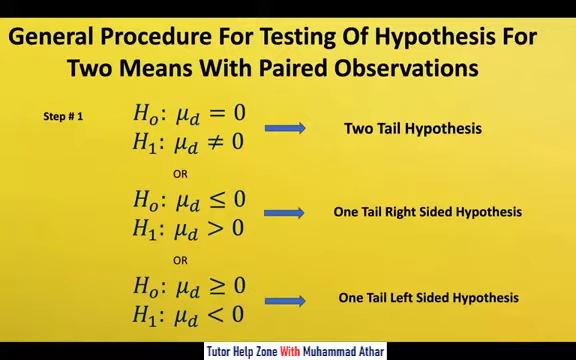 General Procedure For Testing Of Hypothesis For
Two Means With Paired Observations
Step # 1
Hₒ: μ_d = 0
H₁: μ_d ≠ 0
Two Tail Hypothesis
OR
Hₒ: μ_d ≤ 0
H₁: μ_d > 0
One Tail Right Sided Hypothesis
OR
Hₒ: μ_d ≥ 0
H₁: μ_d < 0
One Tail Left Sided Hypothesis
Tutor Help Zone With Muhammad Athar